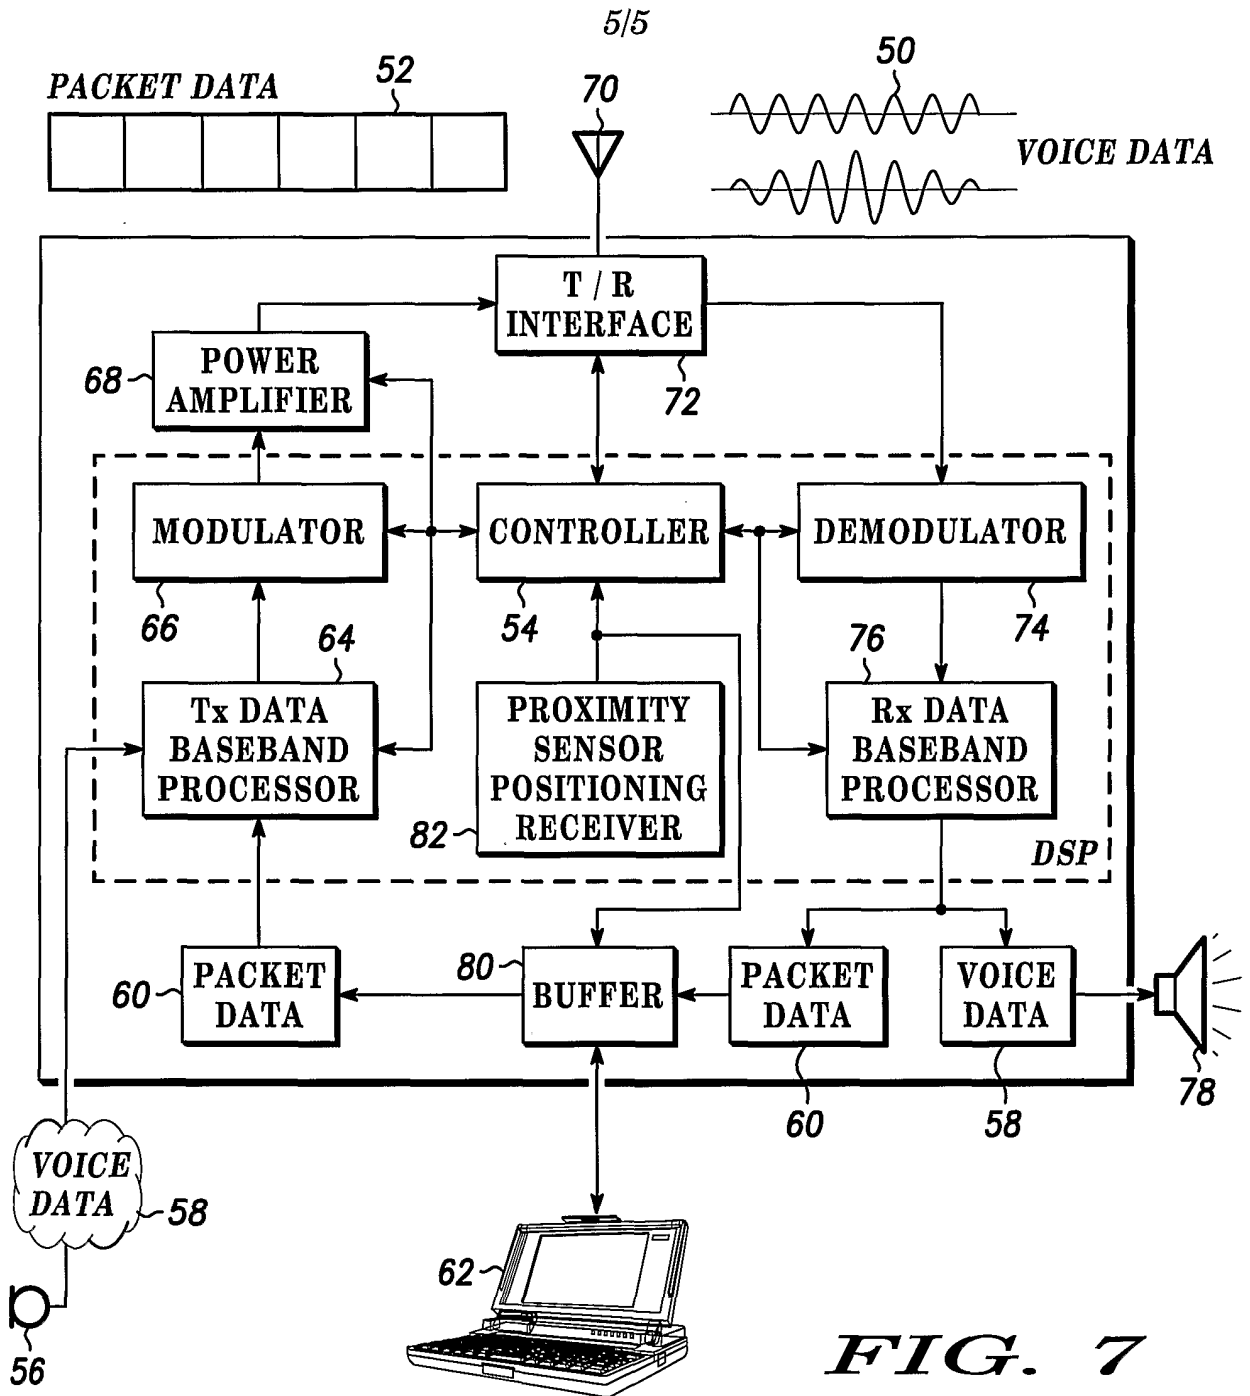 5/5
PACKET DATA
52
70
50
VOICE DATA
T / R
INTERFACE
72
POWER
AMPLIFIER
68
MODULATOR
66
CONTROLLER
54
DEMODULATOR
74
64
Tx DATA
BASEBAND
PROCESSOR
PROXIMITY
SENSOR
POSITIONING
RECEIVER
82
76
Rx DATA
BASEBAND
PROCESSOR
DSP
60
PACKET
DATA
80
BUFFER
PACKET
DATA
60
VOICE
DATA
58
78
VOICE
DATA
58
56
62
FIG. 7